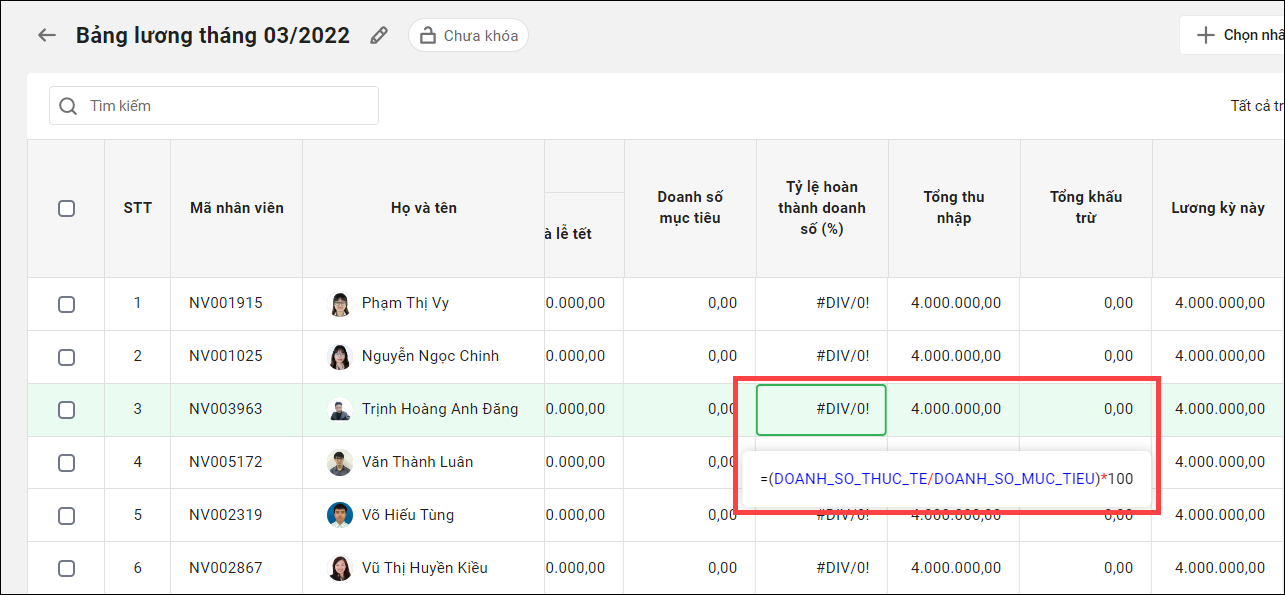 Bảng lương tháng 03/2022 Chưa khóa Chọn nhâ
Tìm kiếm Tất cả tr
STT Mã nhân viên Họ và tên à lễ tết Doanh số mục tiêu Tỷ lệ hoàn thành doanh số (%) Tổng thu nhập Tổng khấu trừ Lương kỳ này
1 NV001915 Phạm Thị Vy 0.000,00 0,00 #DIV/0! 4.000.000,00 0,00 4.000.000,00
2 NV001025 Nguyễn Ngọc Chinh 0.000,00 0,00 #DIV/0! 4.000.000,00 0,00 4.000.000,00
3 NV003963 Trịnh Hoàng Anh Đăng 0.000,00 0,00 #DIV/0! 4.000.000,00 0,00 4.000.000,00
4 NV005172 Văn Thành Luân 0.000,00 0,00 4.000.000,00
=(DOANH_SO_THUC_TE/DOANH_SO_MUC_TIEU)*100
5 NV002319 Võ Hiếu Tùng 0.000,00 0,00 #DIV/0! 4.000.000,00 0,00 4.000.000,00
6 NV002867 Vũ Thị Huyền Kiều 0.000,00 0,00 #DIV/0! 4.000.000,00 0,00 4.000.000,00